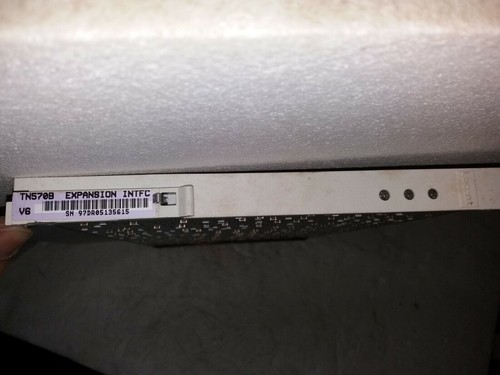 TN570B EXPANSION INTFC
V6
SN 97DR05135615